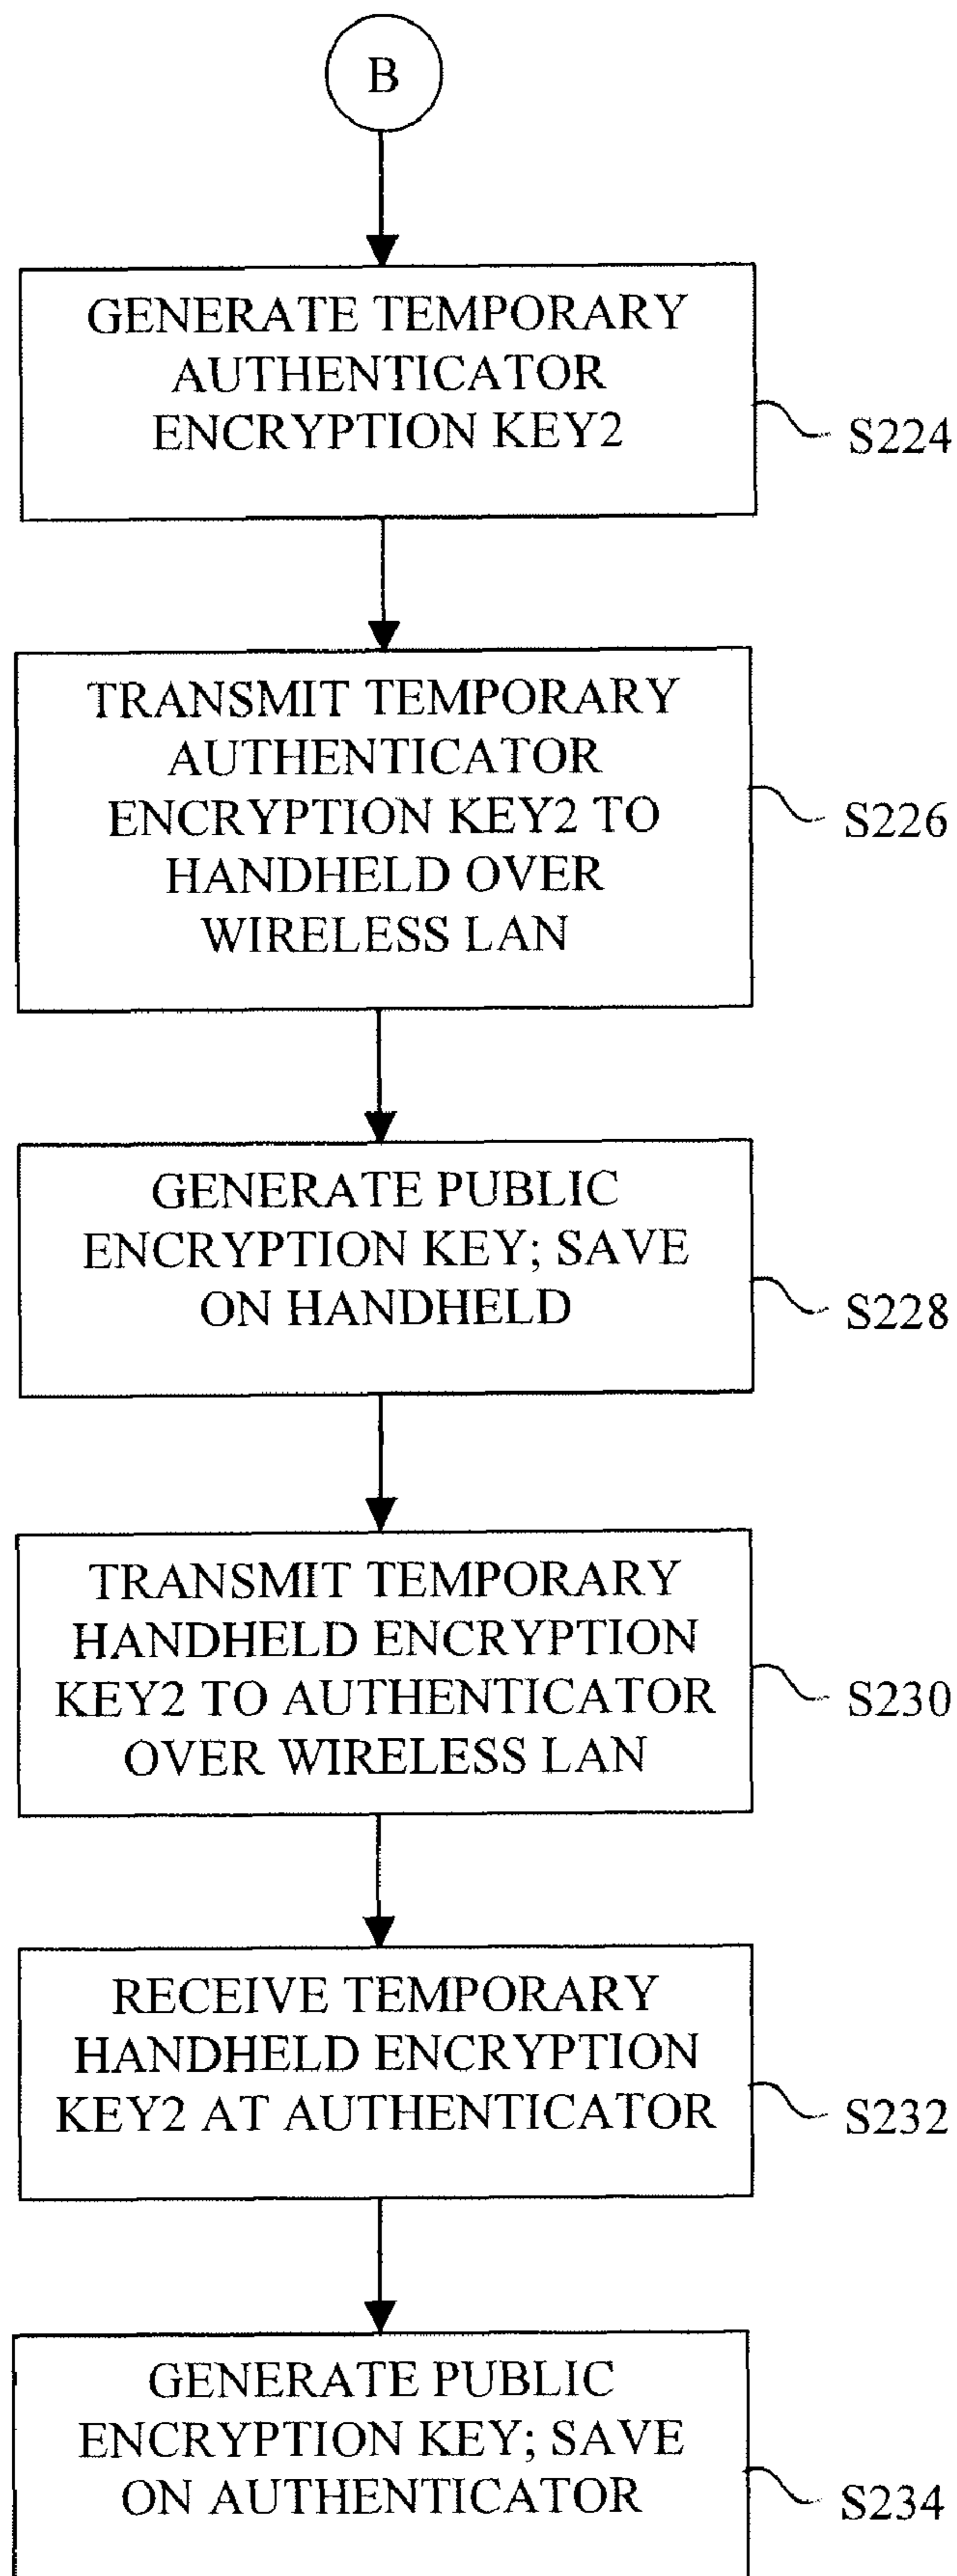 B
GENERATE TEMPORARY
AUTHENTICATOR
ENCRYPTION KEY2
S224
TRANSMIT TEMPORARY
AUTHENTICATOR
ENCRYPTION KEY2 TO
HANDHELD OVER
WIRELESS LAN
S226
GENERATE PUBLIC
ENCRYPTION KEY; SAVE
ON HANDHELD
S228
TRANSMIT TEMPORARY
HANDHELD ENCRYPTION
KEY2 TO AUTHENTICATOR
OVER WIRELESS LAN
S230
RECEIVE TEMPORARY
HANDHELD ENCRYPTION
KEY2 AT AUTHENTICATOR
S232
GENERATE PUBLIC
ENCRYPTION KEY; SAVE
ON AUTHENTICATOR
S234